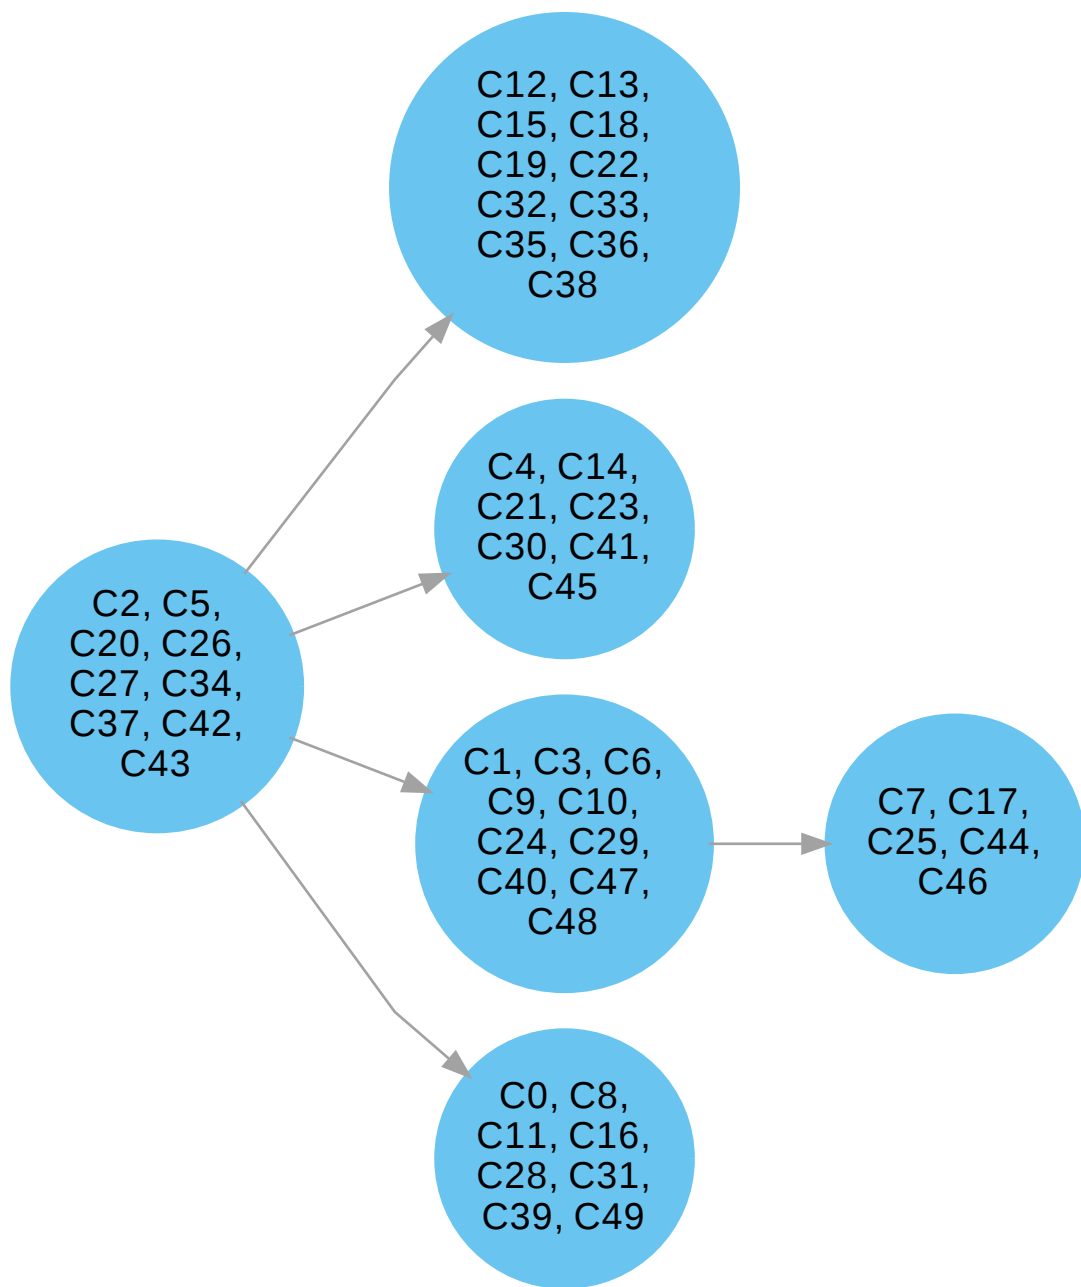 C12, C13,
C15, C18,
C19, C22,
C32, C33,
C35, C36,
C38
C4, C14,
C21, C23,
C30, C41,
C45
C2, C5,
C20, C26,
C27, C34,
C37, C42,
C43
C1, C3, C6,
C9, C10,
C24, C29,
C40, C47,
C48
C7, C17,
C25, C44,
C46
C0, C8,
C11, C16,
C28, C31,
C39, C49